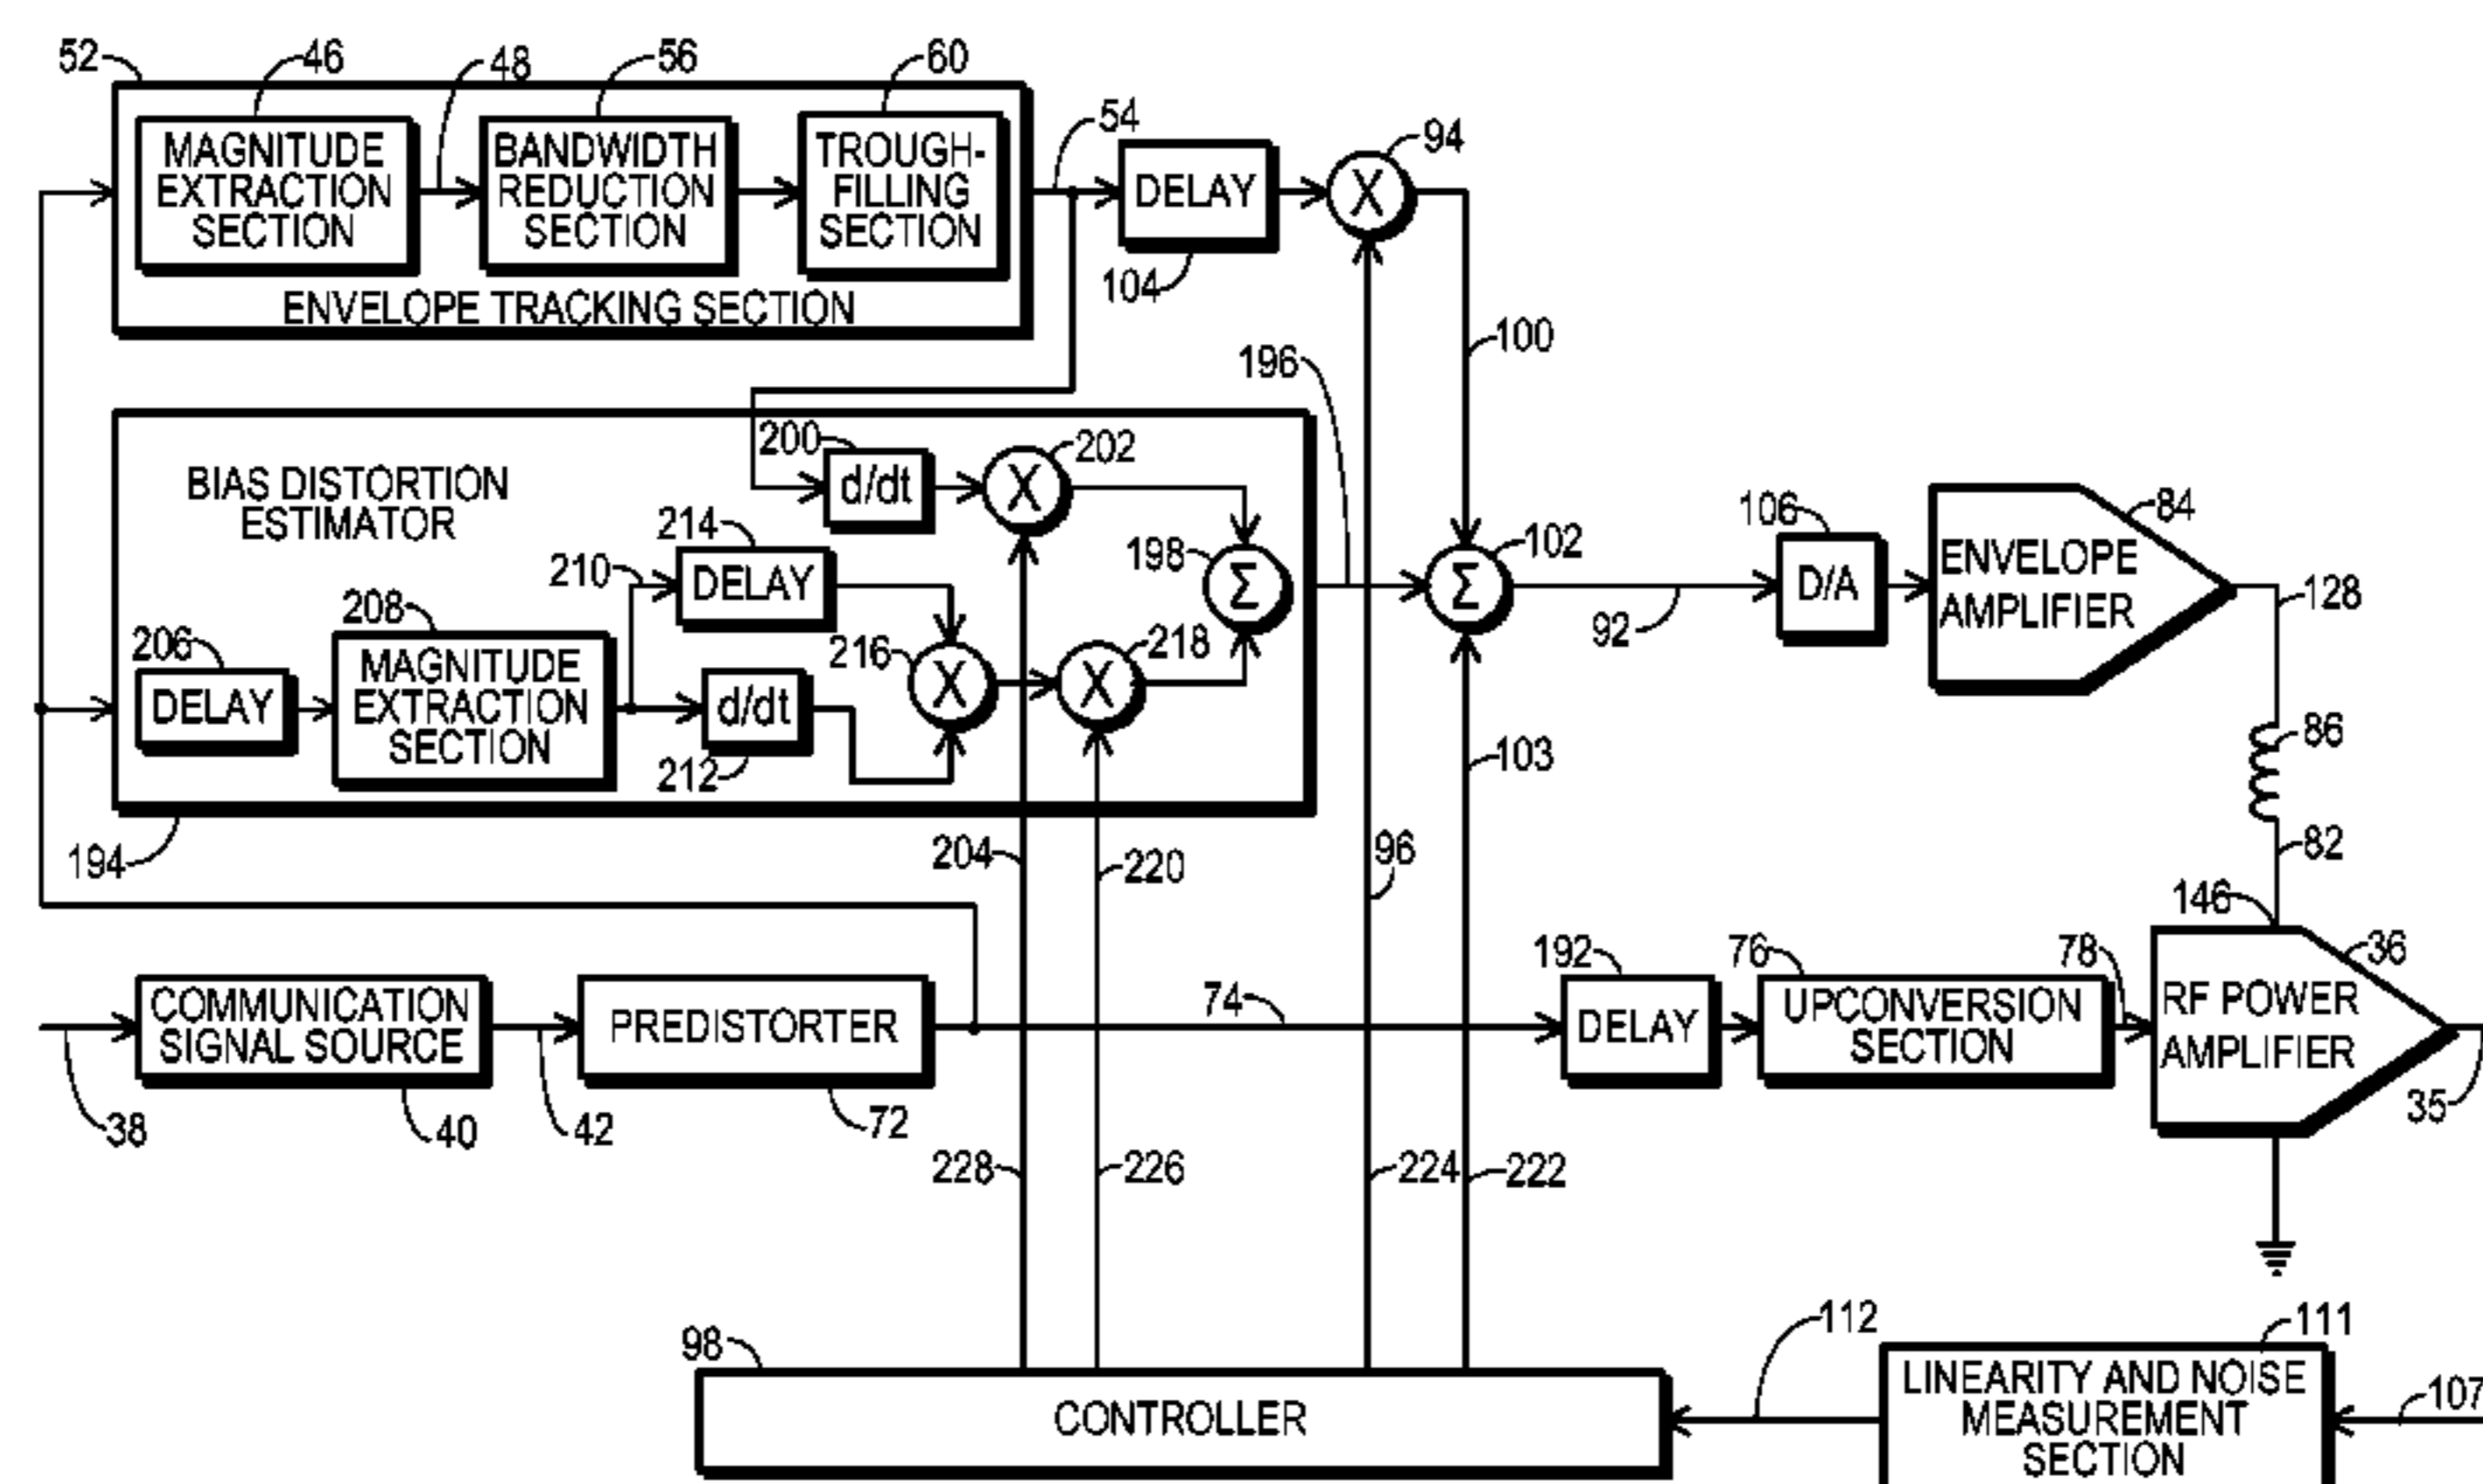 52
46
48
56
60
MAGNITUDE
EXTRACTION
SECTION
BANDWIDTH
REDUCTION
SECTION
TROUGH-
FILLING
SECTION
ENVELOPE TRACKING SECTION
54
DELAY
104
X
94
100
196
BIAS DISTORTION
ESTIMATOR
200
d/dt
X
202
214
DELAY
210
208
206
DELAY
MAGNITUDE
EXTRACTION
SECTION
d/dt
212
216
X
X
218
198
Σ
Σ
102
92
106
D/A
ENVELOPE
AMPLIFIER
84
128
86
82
103
194
204
220
96
146
36
38
COMMUNICATION
SIGNAL SOURCE
40
42
PREDISTORTER
72
74
192
DELAY
76
UPCONVERSION
SECTION
78
RF POWER
AMPLIFIER
35
228
226
224
222
98
CONTROLLER
112
111
LINEARITY AND NOISE
MEASUREMENT
SECTION
107